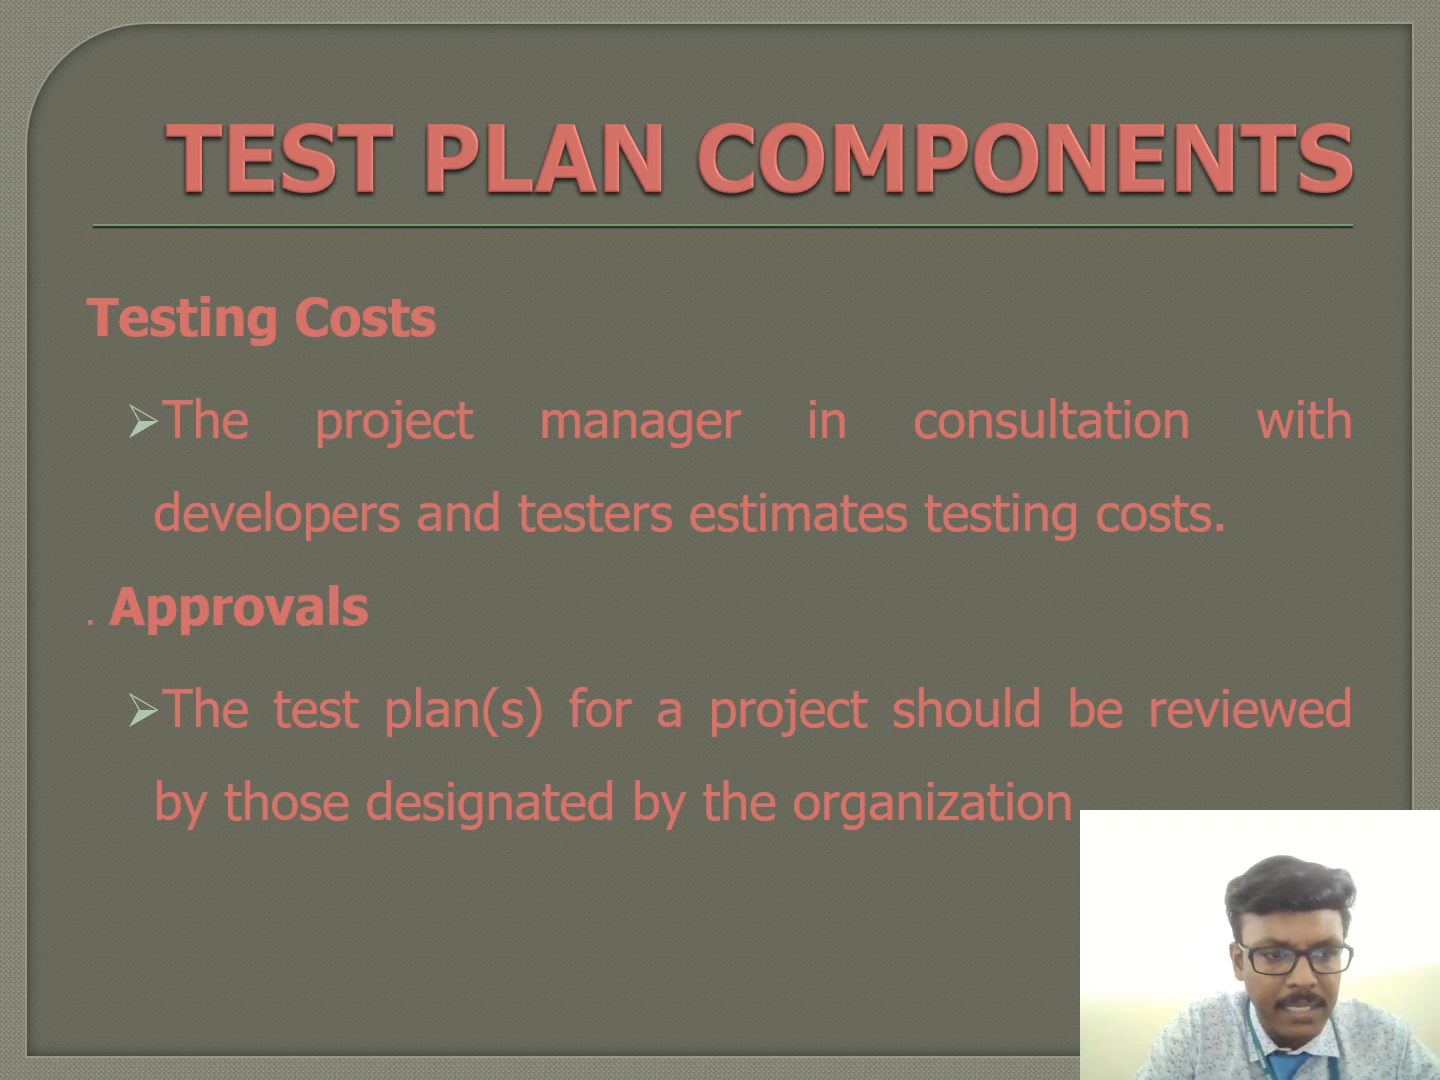 TEST PLAN COMPONENTS
Testing Costs
The project manager in consultation with
developers and testers estimates testing costs.
. Approvals
The test plan(s) for a project should be reviewed
by those designated by the organization